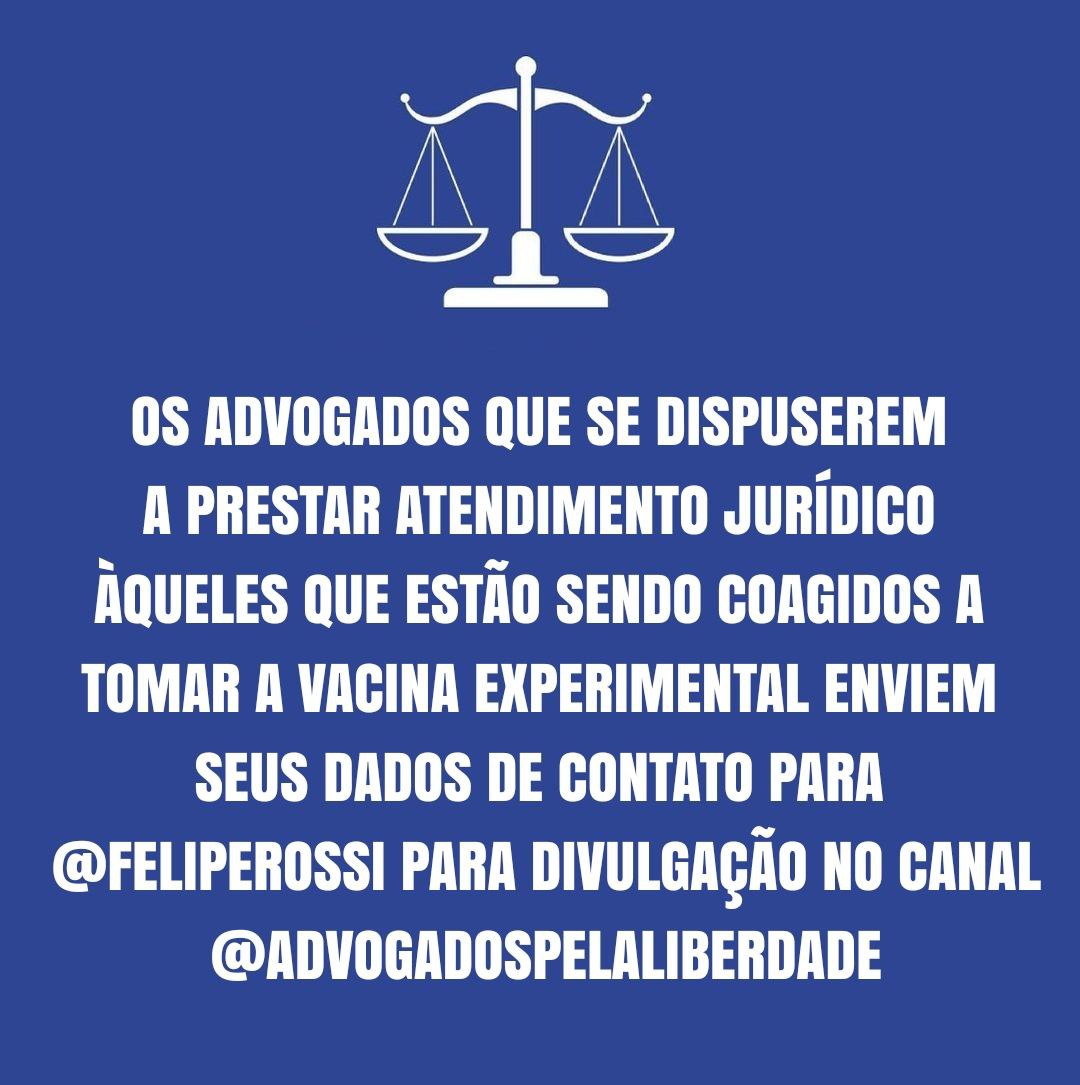 OS ADVOGADOS QUE SE DISPUSEREM
A PRESTAR ATENDIMENTO JURÍDICO
ÀQUELES QUE ESTÃO SENDO COAGIDOS A
TOMAR A VACINA EXPERIMENTAL ENVIEM
SEUS DADOS DE CONTATO PARA
@FELIPEROSSI PARA DIVULGAÇÃO NO CANAL
@ADVOGADOSPELALIBERDADE